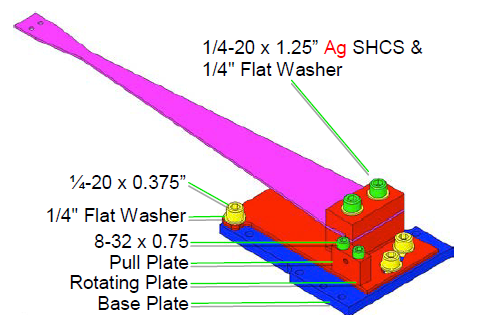 1/4-20 x 1.25” Ag SHCS &
1/4" Flat Washer
¼-20 x 0.375”
1/4" Flat Washer
8-32 x 0.75
Pull Plate
Rotating Plate
Base Plate